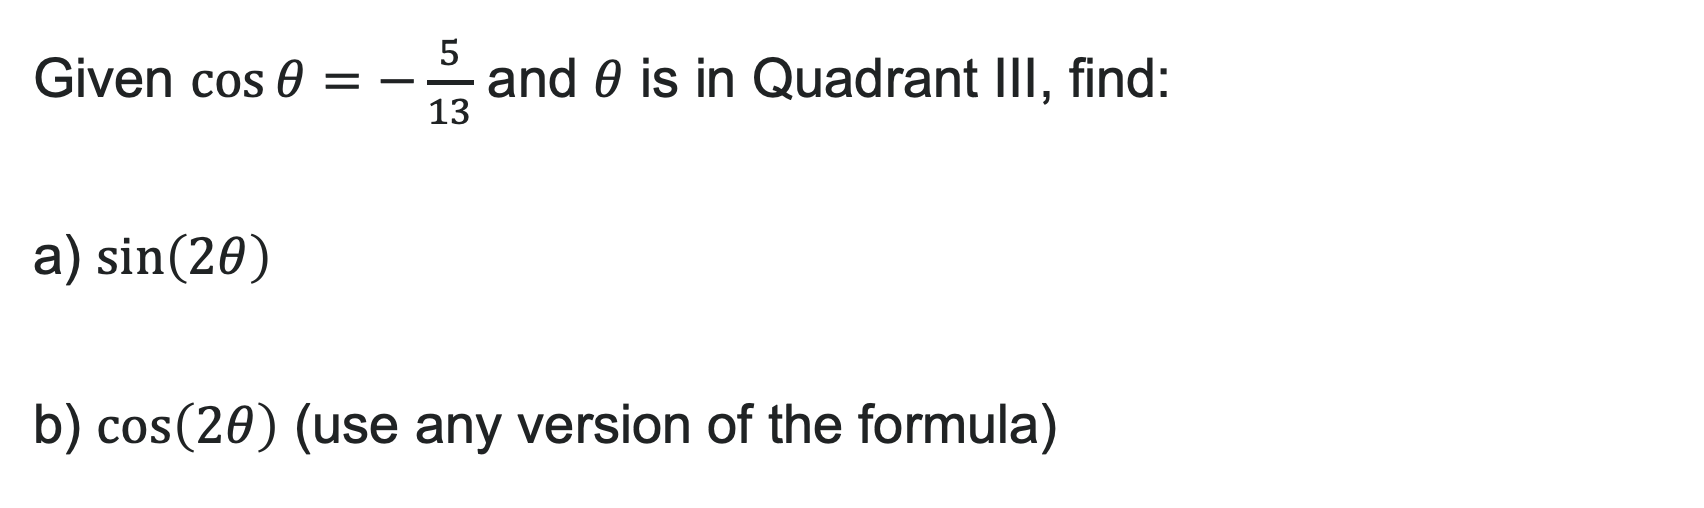 Given cos θ = − 5/13 and θ is in Quadrant III, find:
a) sin(2θ)
b) cos(2θ) (use any version of the formula)